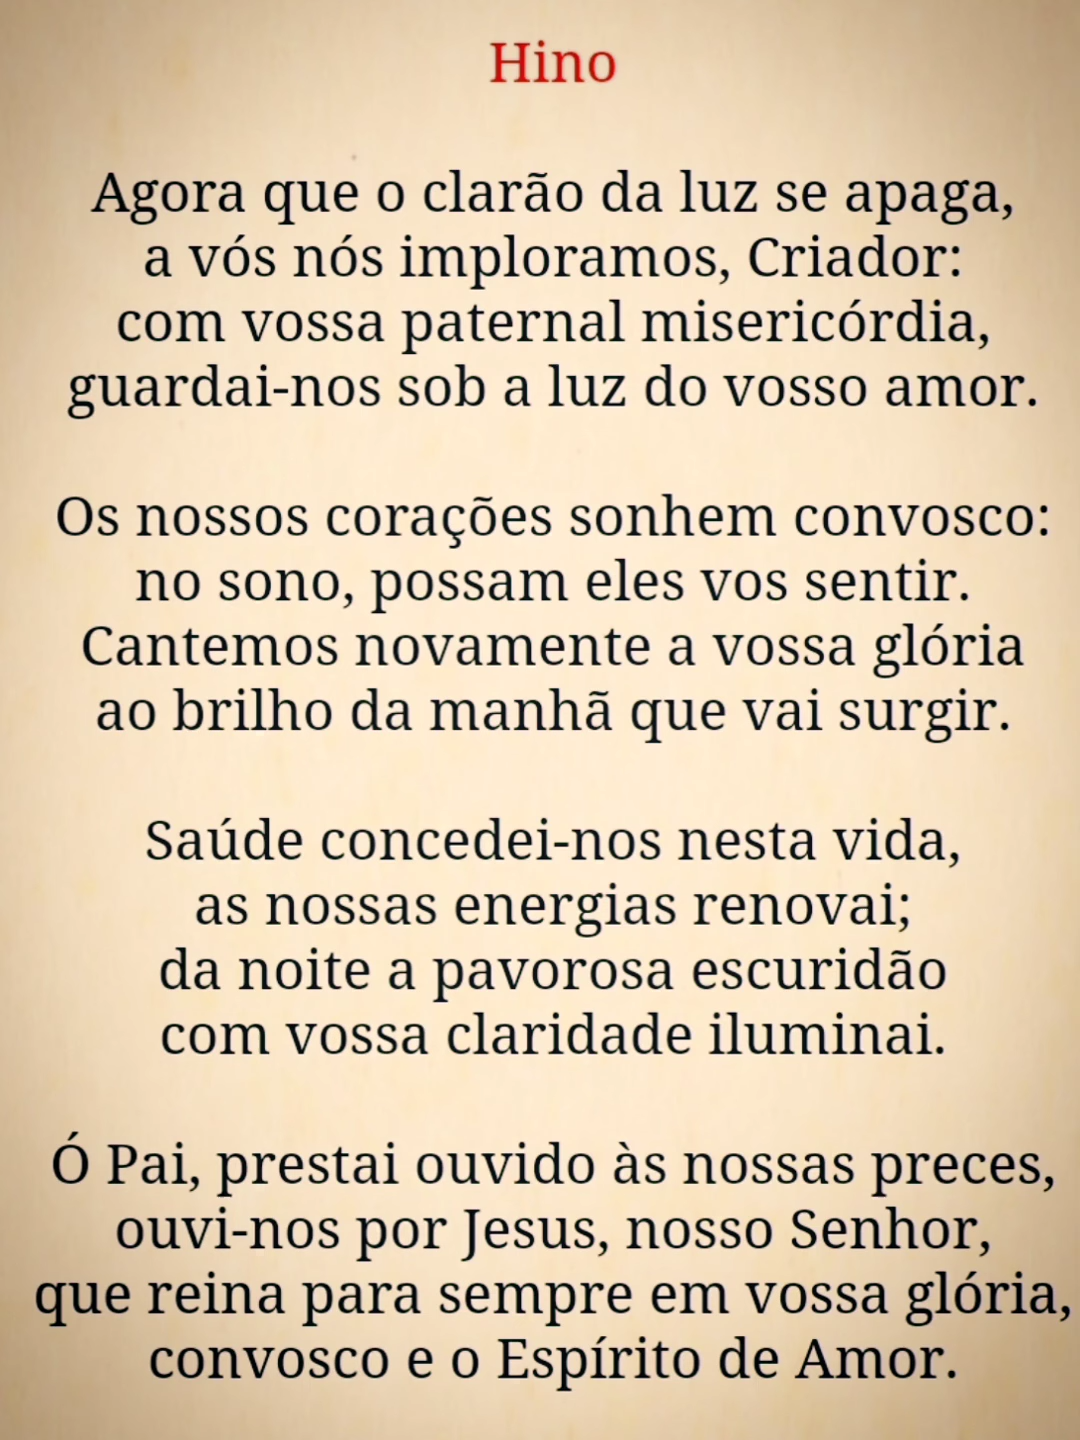 Hino
Agora que o clarão da luz se apaga,
a vós nós imploramos, Criador:
com vossa paternal misericórdia,
guardai-nos sob a luz do vosso amor.
Os nossos corações sonhem convosco:
no sono, possam eles vos sentir.
Cantemos novamente a vossa glória
ao brilho da manhã que vai surgir.
Saúde concedei-nos nesta vida,
as nossas energias renovai;
da noite a pavorosa escuridão
com vossa claridade iluminai.
Ó Pai, prestai ouvido às nossas preces,
ouvi-nos por Jesus, nosso Senhor,
que reina para sempre em vossa glória,
convosco e o Espírito de Amor.